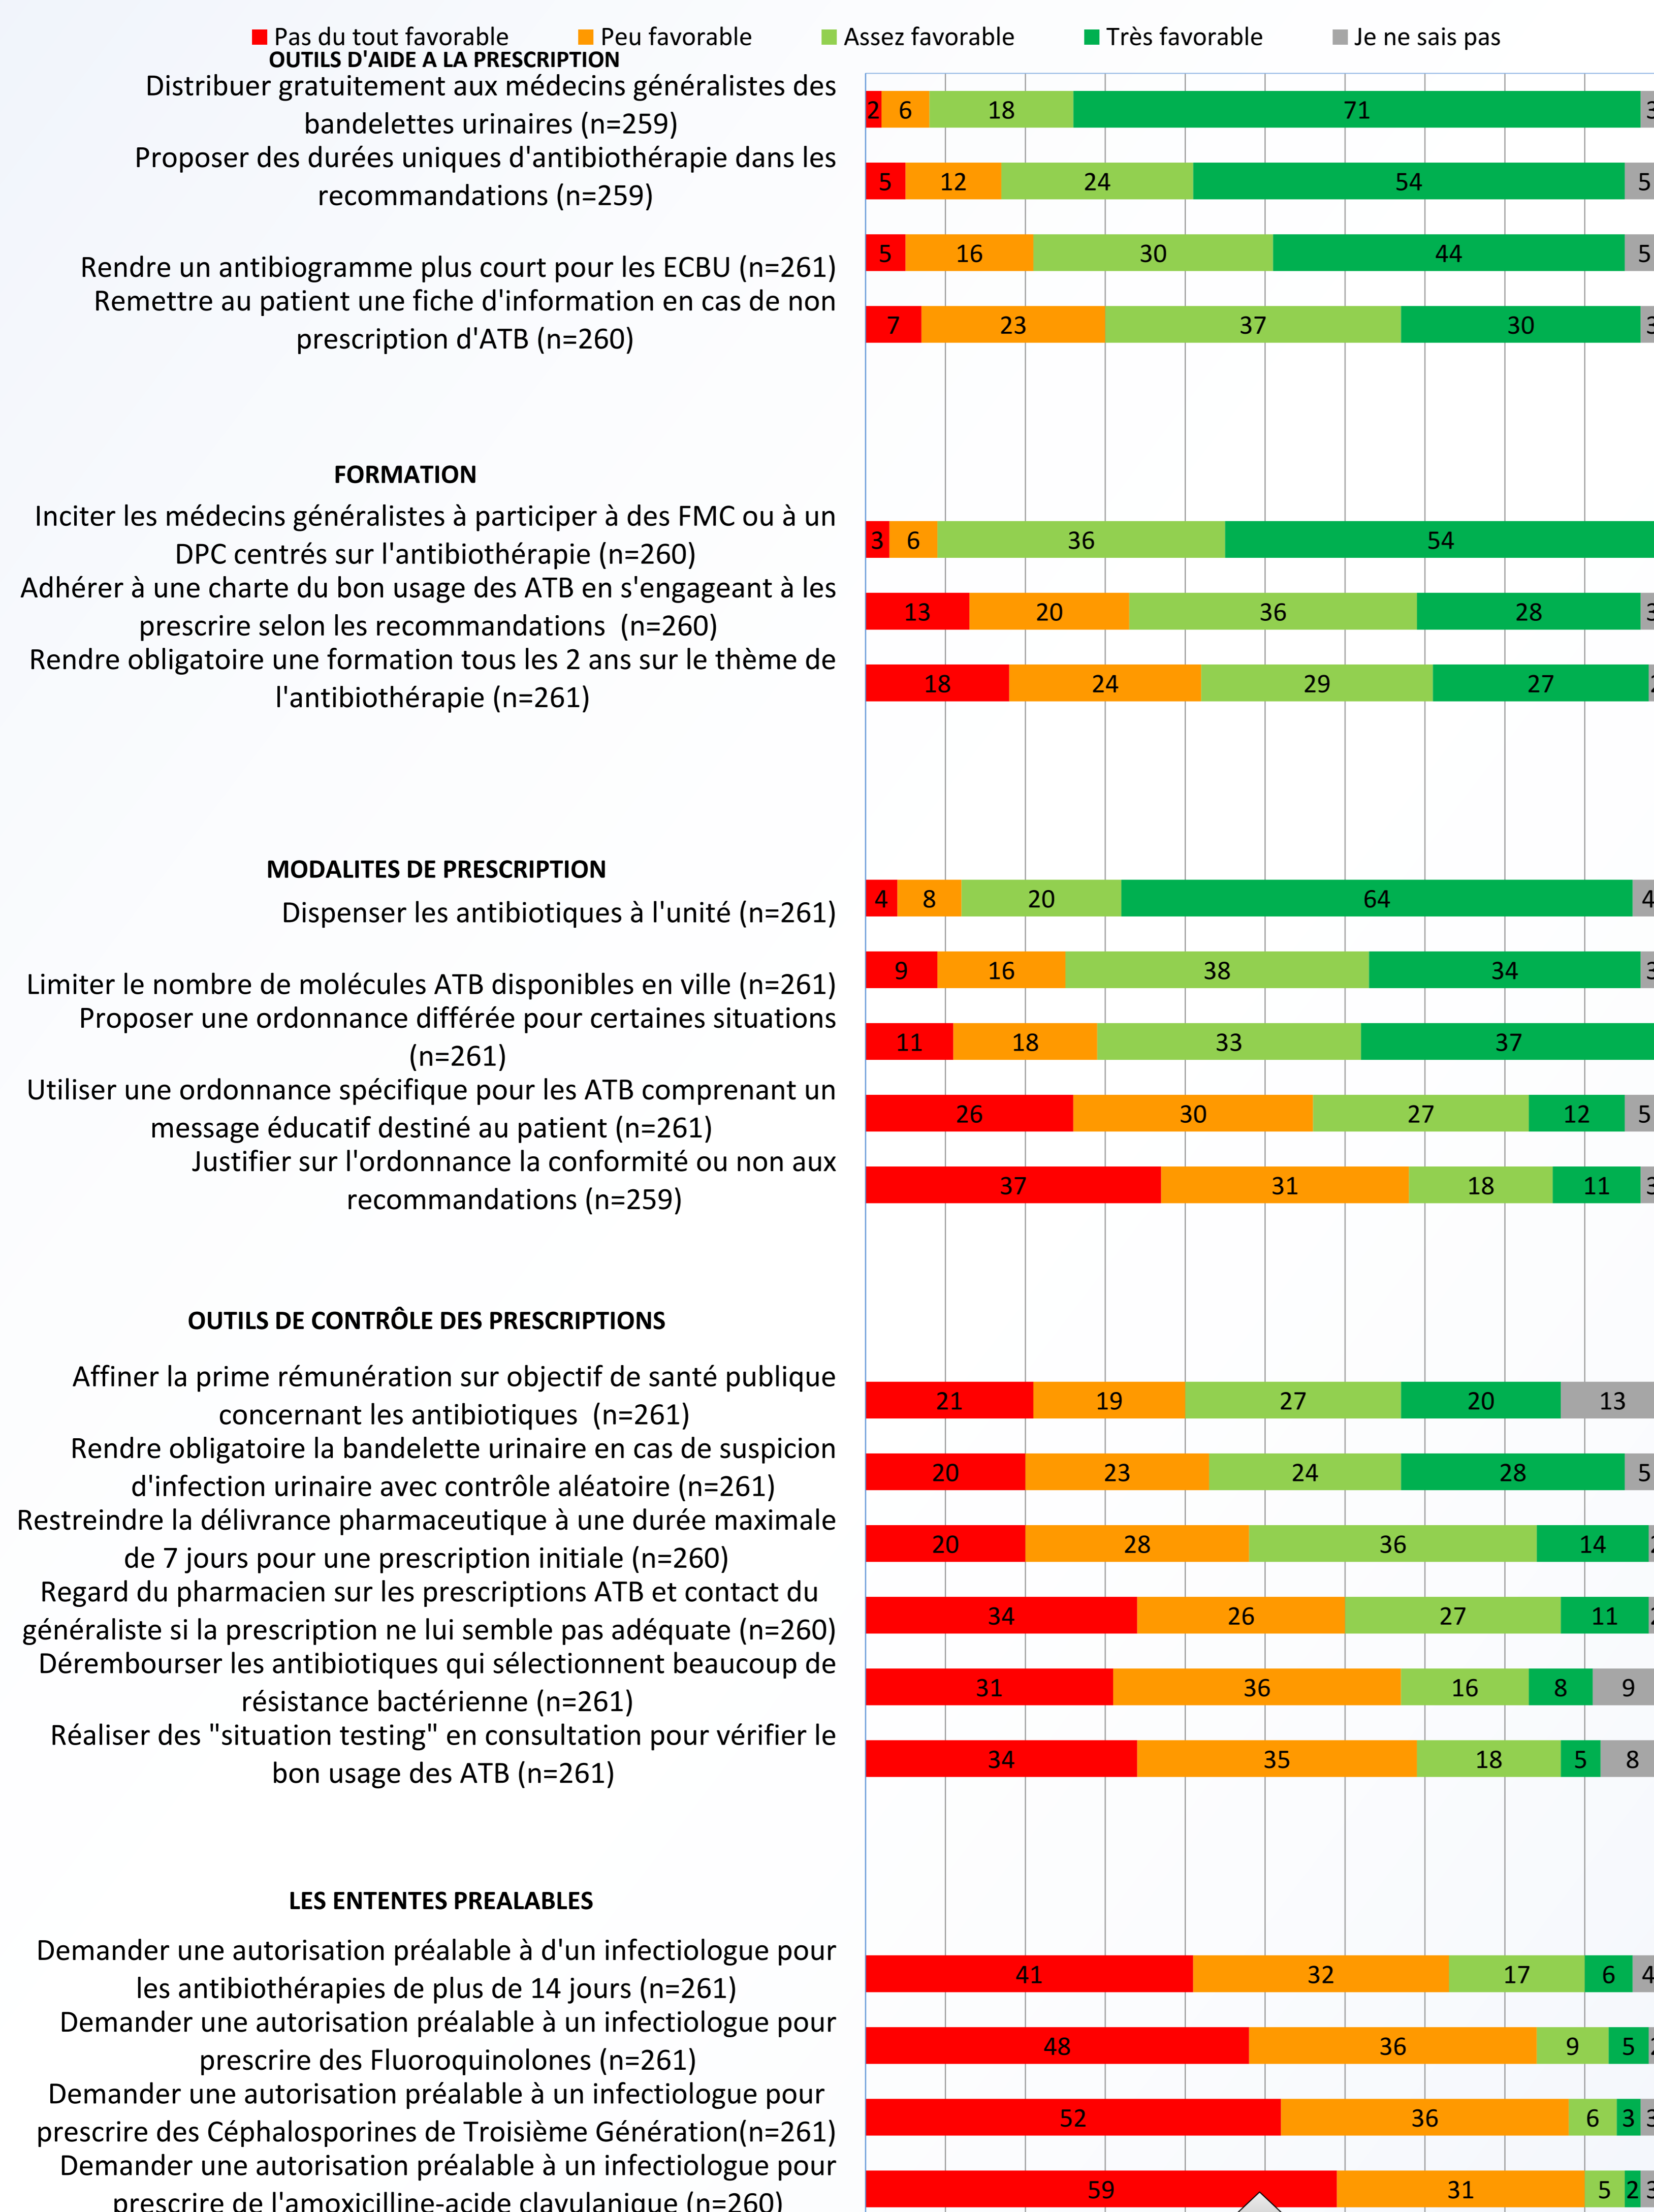 Pas du tout favorable Peu favorable Assez favorable Très favorable Je ne sais pas
OUTILS D'AIDE A LA PRESCRIPTION
Distribuer gratuitement aux médecins généralistes des
bandelettes urinaires (n=259)
2 6 18 71 3
Proposer des durées uniques d'antibiothérapie dans les
recommandations (n=259)
5 12 24 54 5
Rendre un antibiogramme plus court pour les ECBU (n=261)
5 16 30 44 5
Remettre au patient une fiche d'information en cas de non
prescription d'ATB (n=260)
7 23 37 30 3
FORMATION
Inciter les médecins généralistes à participer à des FMC ou à un
DPC centrés sur l'antibiothérapie (n=260)
3 6 36 54
Adhérer à une charte du bon usage des ATB en s'engageant à les
prescrire selon les recommandations (n=260)
13 20 36 28 3
Rendre obligatoire une formation tous les 2 ans sur le thème de
l'antibiothérapie (n=261)
18 24 29 27 2
MODALITES DE PRESCRIPTION
Dispenser les antibiotiques à l'unité (n=261)
4 8 20 64 4
Limiter le nombre de molécules ATB disponibles en ville (n=261)
9 16 38 34 3
Proposer une ordonnance différée pour certaines situations
(n=261)
11 18 33 37
Utiliser une ordonnance spécifique pour les ATB comprenant un
message éducatif destiné au patient (n=261)
26 30 27 12 5
Justifier sur l'ordonnance la conformité ou non aux
recommandations (n=259)
37 31 18 11 3
OUTILS DE CONTRÔLE DES PRESCRIPTIONS
Affiner la prime rémunération sur objectif de santé publique
concernant les antibiotiques (n=261)
21 19 27 20 13
Rendre obligatoire la bandelette urinaire en cas de suspicion
d'infection urinaire avec contrôle aléatoire (n=261)
20 23 24 28 5
Restreindre la délivrance pharmaceutique à une durée maximale
de 7 jours pour une prescription initiale (n=260)
20 28 36 14 2
Regard du pharmacien sur les prescriptions ATB et contact du
généraliste si la prescription ne lui semble pas adéquate (n=260)
34 26 27 11 2
Dérembourser les antibiotiques qui sélectionnent beaucoup de
résistance bactérienne (n=261)
31 36 16 8 9
Réaliser des "situation testing" en consultation pour vérifier le
bon usage des ATB (n=261)
34 35 18 5 8
LES ENTENTES PREALABLES
Demander une autorisation préalable à d'un infectiologue pour
les antibiothérapies de plus de 14 jours (n=261)
41 32 17 6 4
Demander une autorisation préalable à un infectiologue pour
prescrire des Fluoroquinolones (n=261)
48 36 9 5 2
Demander une autorisation préalable à un infectiologue pour
prescrire des Céphalosporines de Troisième Génération(n=261)
52 36 6 3 3
Demander une autorisation préalable à un infectiologue pour
prescrire de l'amoxicilline-acide clavulanique (n=260)
59 31 5 2 3